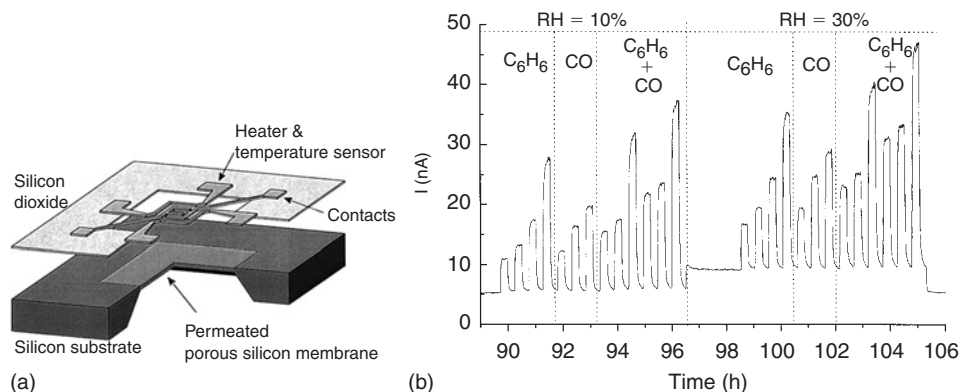 Heater &
temperature sensor
Silicon
dioxide
Contacts
Silicon substrate
Permeated
porous silicon membrane
(a)
RH = 10%
RH = 30%
C₆H₆
CO
C₆H₆
+
CO
C₆H₆
CO
C₆H₆
+
CO
I (nA)
50
40
30
20
10
0
90 92 94 96 98 100 102 104 106
Time (h)
(b)